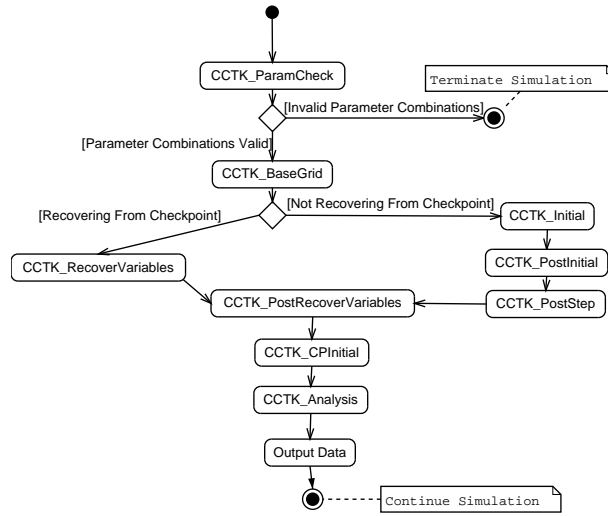 CCTK_ParamCheck
Terminate Simulation
[Invalid Parameter Combinations]
[Parameter Combinations Valid]
CCTK_BaseGrid
[Recovering From Checkpoint]
[Not Recovering From Checkpoint]
CCTK_Initial
CCTK_RecoverVariables
CCTK_PostInitial
CCTK_PostRecoverVariables
CCTK_PostStep
CCTK_CPInitial
CCTK_Analysis
Output Data
Continue Simulation